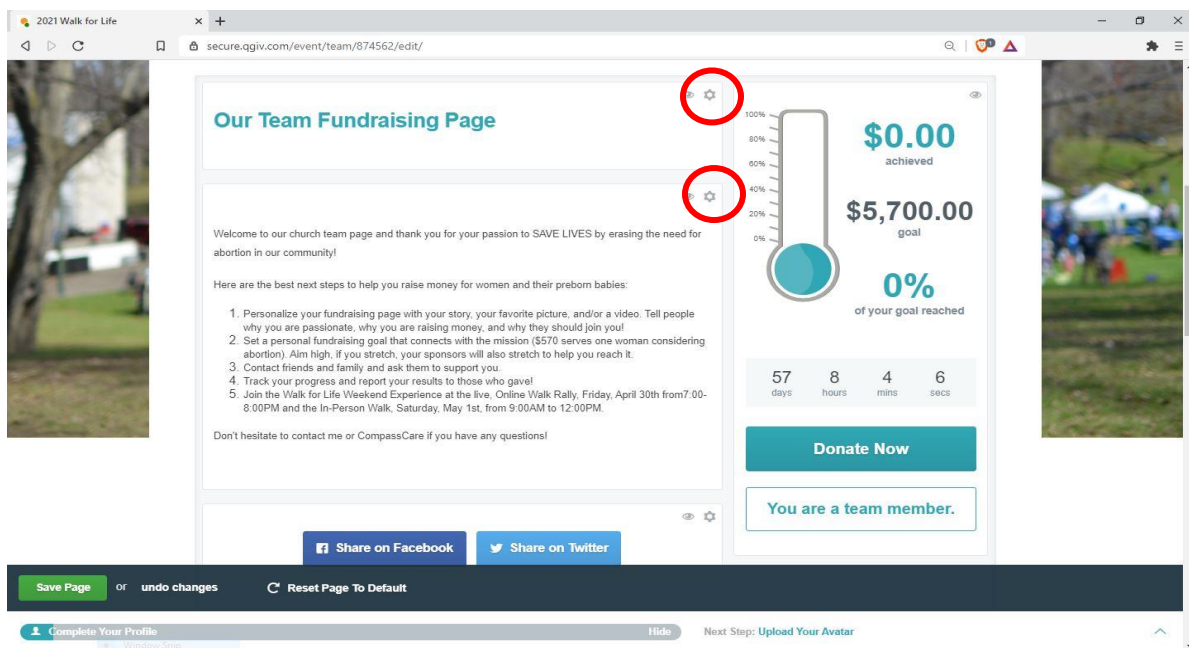 2021 Walk for Life
secure.qgiv.com/event/team/874562/edit/
Our Team Fundraising Page
Welcome to our church team page and thank you for your passion to SAVE LIVES by erasing the need for
abortion in our community!
Here are the best next steps to help you raise money for women and their preborn babies:
1. Personalize your fundraising page with your story, your favorite picture, and/or a video. Tell people
why you are passionate, why you are raising money, and why they should join you!
2. Set a personal fundraising goal that connects with the mission ($570 serves one woman considering
abortion). Aim high, if you stretch, your sponsors will also stretch to help you reach it.
3. Contact friends and family and ask them to support you.
4. Track your progress and report your results to those who gave!
5. Join the Walk for Life Weekend Experience at the live, Online Walk Rally, Friday, April 30th from7:00-
8:00PM and the In-Person Walk, Saturday, May 1st, from 9:00AM to 12:00PM.
Don't hesitate to contact me or CompassCare if you have any questions!
Share on Facebook
Share on Twitter
100%
80%
60%
40%
20%
0%
$0.00
achieved
$5,700.00
goal
0%
of your goal reached
57 8 4 6
days hours mins secs
Donate Now
You are a team member.
Save Page or undo changes Reset Page To Default
Complete Your Profile Hide Next Step: Upload Your Avatar
Window Snip